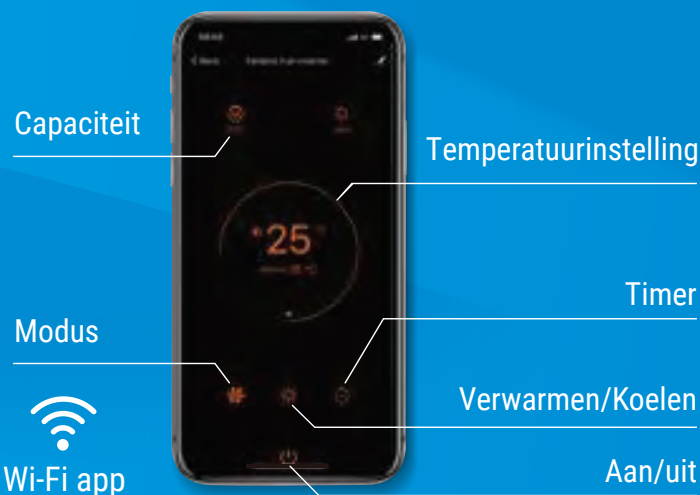 Capaciteit
Temperatuurinstelling
25
Timer
Modus
Verwarmen/Koelen
Wi-Fi app
Aan/uit